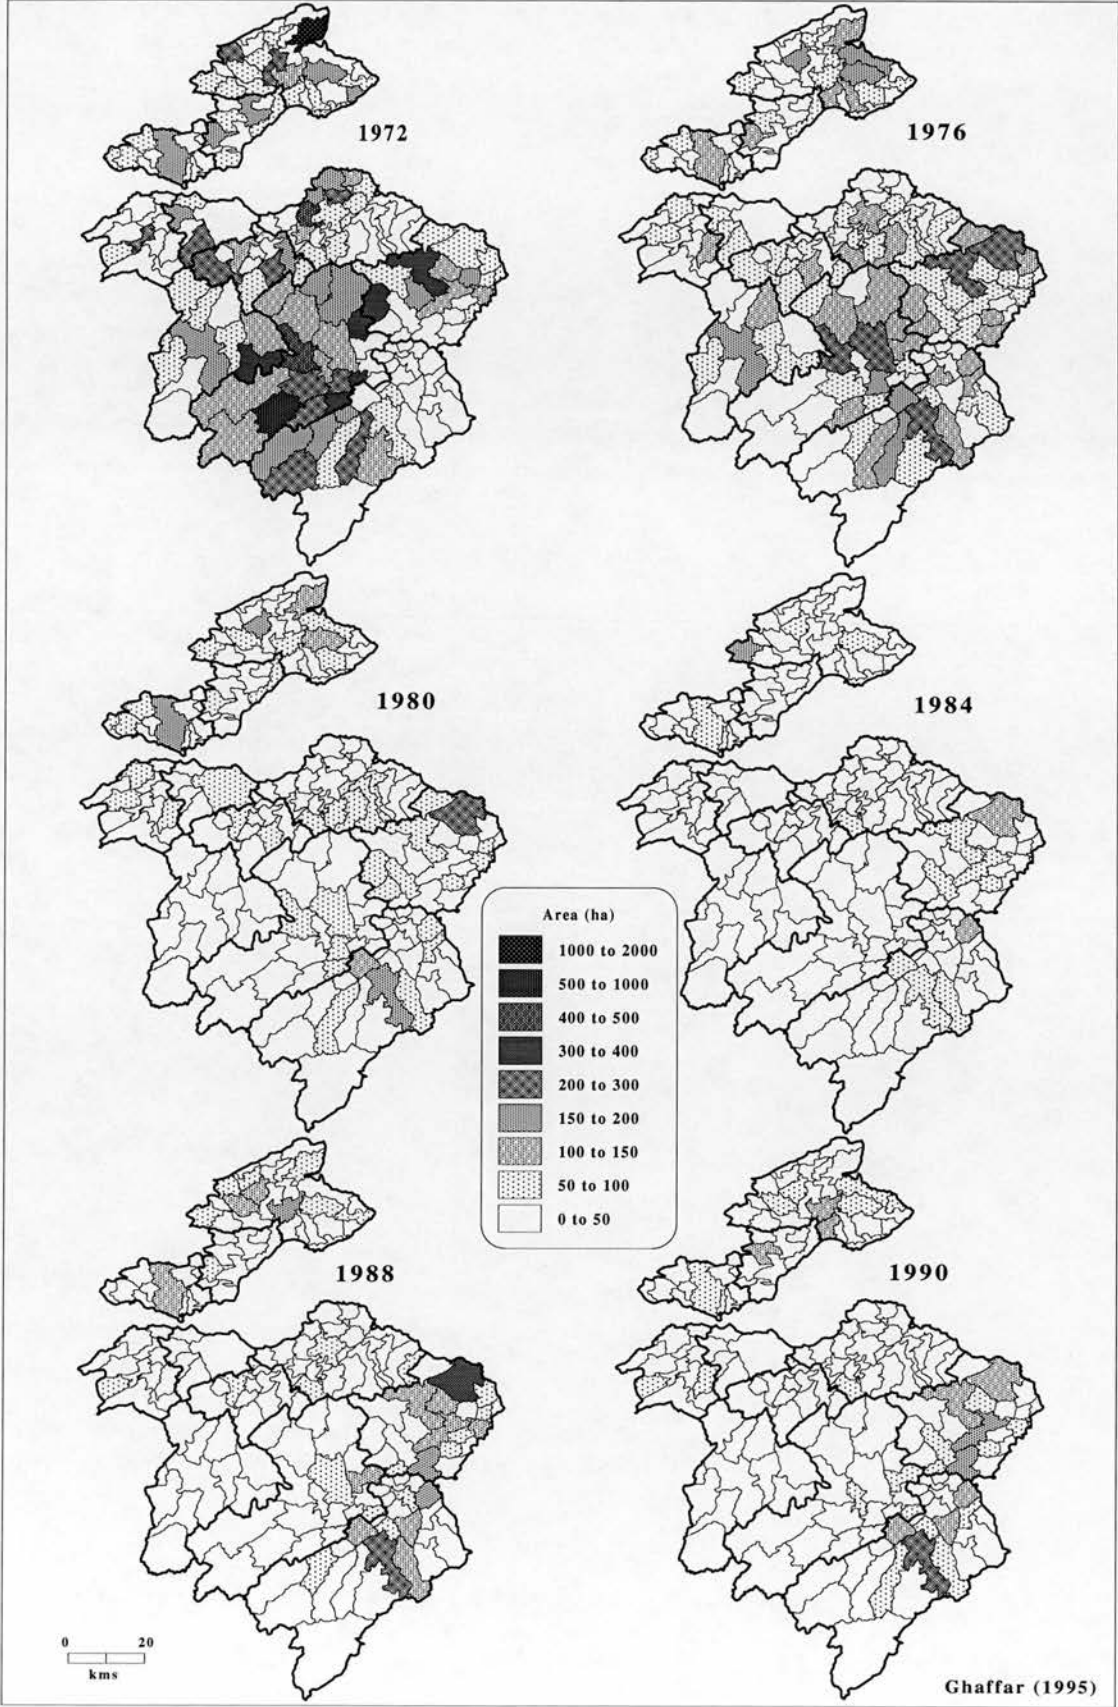 1972
1976
1980
1984
Area (ha)
1000 to 2000
500 to 1000
400 to 500
300 to 400
200 to 300
150 to 200
100 to 150
50 to 100
0 to 50
1988
1990
0 20
kms
Ghaffar (1995)